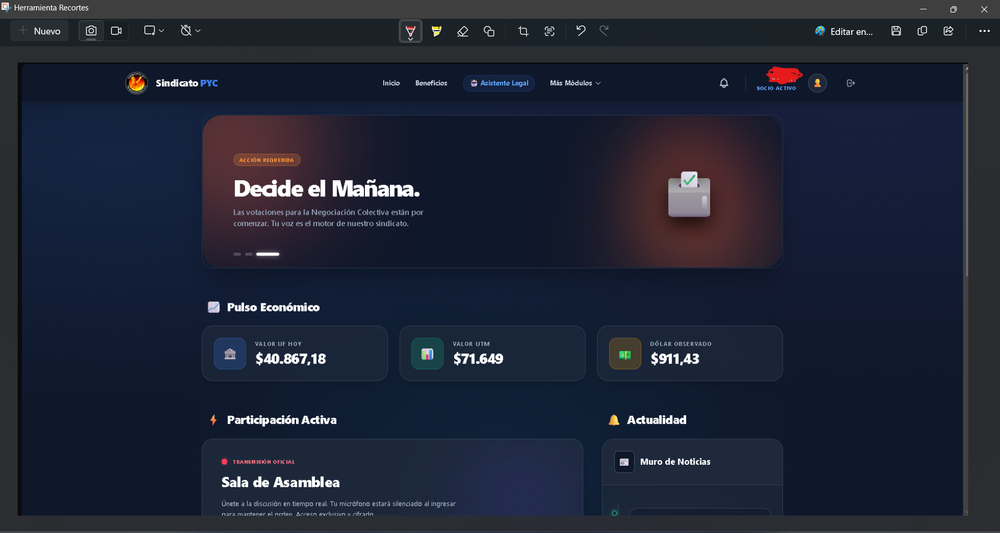 Herramienta Recortes
Nuevo
Editar en...
Sindicato PYC
Inicio
Beneficios
Asistente Legal
Más Módulos
SOCIO ACTIVO
ACCIÓN REQUERIDA
Decide el Mañana.
Las votaciones para la Negociación Colectiva están por
comenzar. Tu voz es el motor de nuestro sindicato.
Pulso Económico
VALOR UF HOY
$40.867,18
VALOR UTM
$71.649
DÓLAR OBSERVADO
$911,43
Participación Activa
TRANSMISIÓN OFICIAL
Sala de Asamblea
Únete a la discusión en tiempo real. Tu micrófono estará silenciado al ingresar
para mantener el orden. Acceso exclusivo y cifrado.
Actualidad
Muro de Noticias